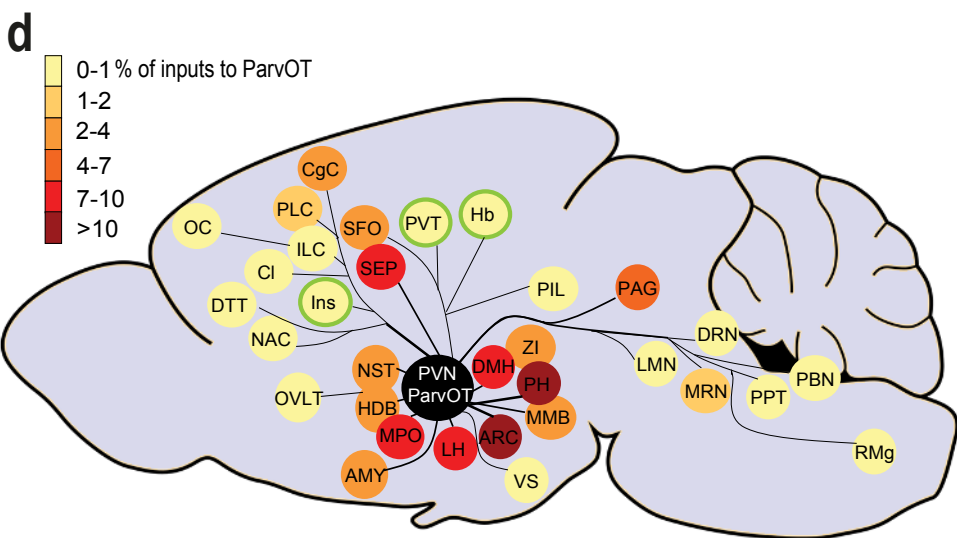 d
0-1 % of inputs to ParvOT
1-2
2-4
4-7
7-10
>10
CgC
PLC
OC
SFO
PVT
Hb
ILC
CI
SEP
DTT
Ins
PIL
PAG
NAC
DRN
ZI
NST
PVN
ParvOT
DMH
LMN
PH
PBN
OVLT
HDB
MRN
PPT
MMB
MPO
LH
ARC
RMg
AMY
VS